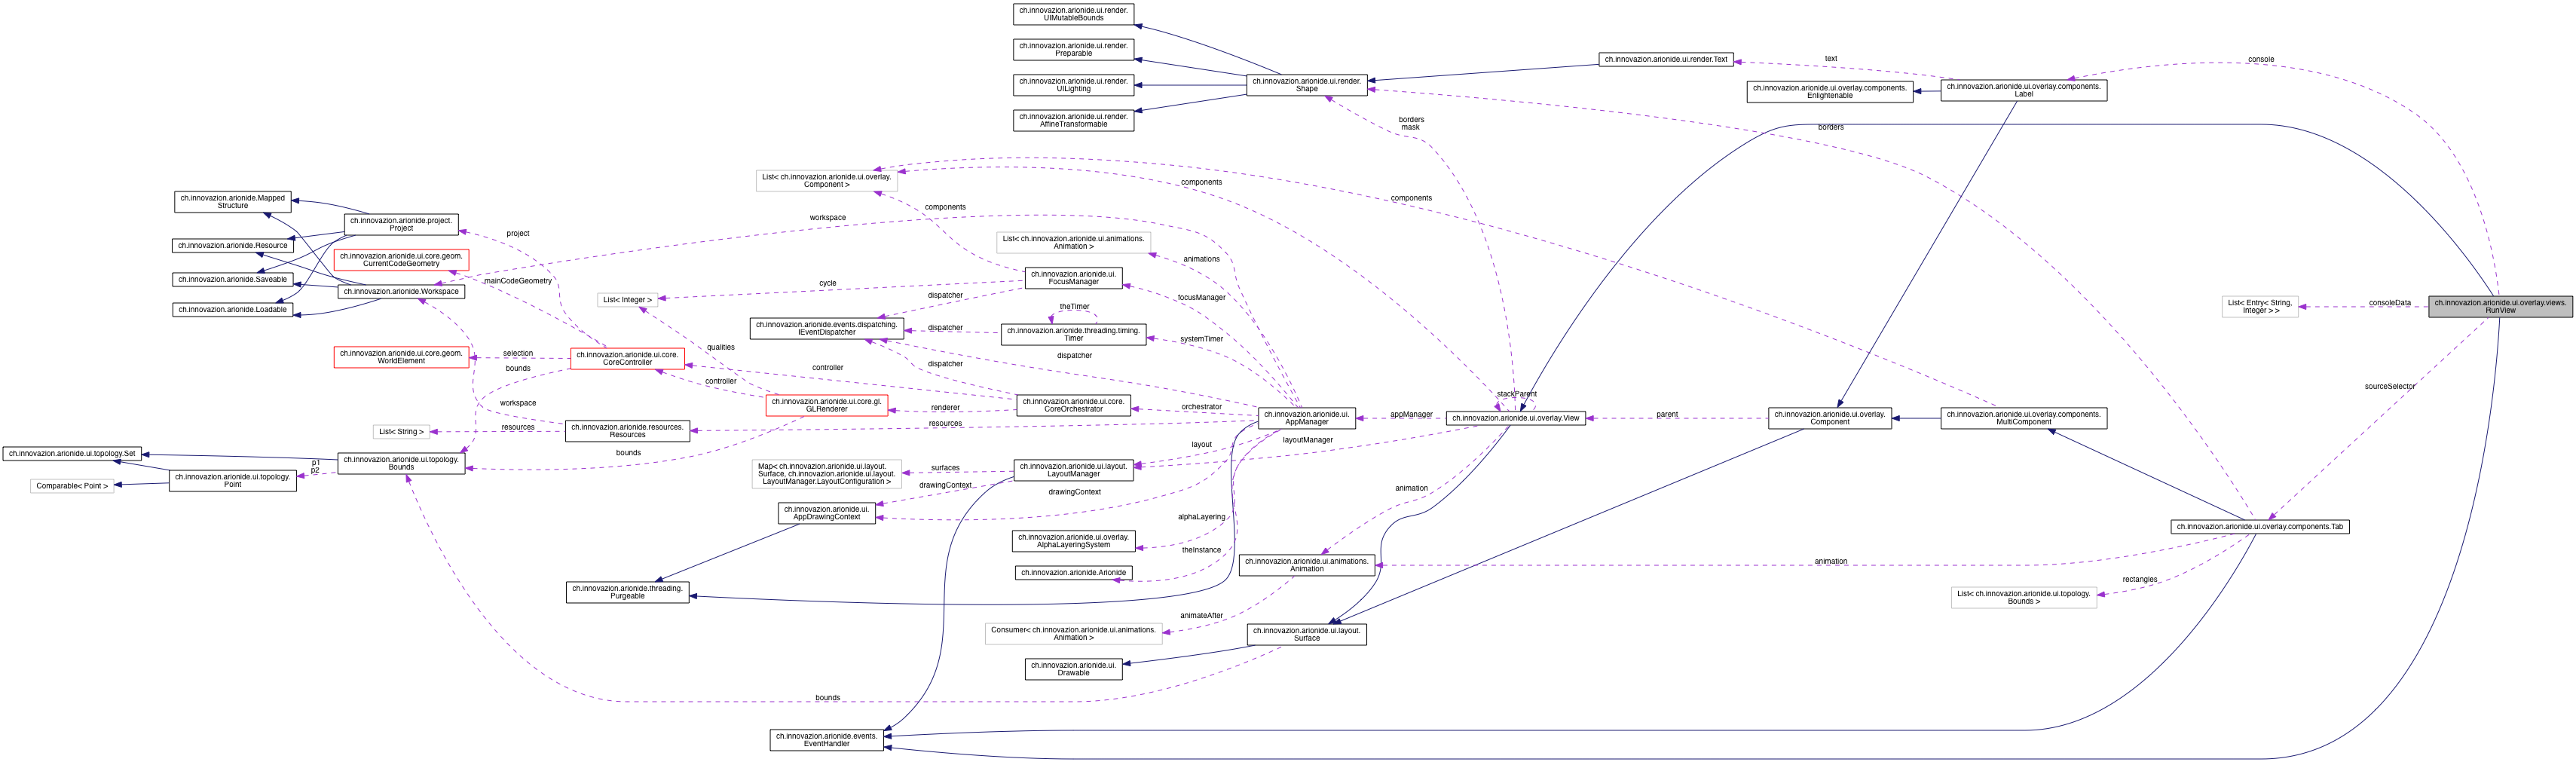 ch.innovazion.arionide.ui.render.
UIMutableBounds
ch.innovazion.arionide.ui.render.
Preparable
ch.innovazion.arionide.ui.render.Text
text
console
ch.innovazion.arionide.ui.render.
UILighting
ch.innovazion.arionide.ui.render.
Shape
ch.innovazion.arionide.ui.overlay.components.
Enlightenable
ch.innovazion.arionide.ui.overlay.components.
Label
ch.innovazion.arionide.ui.render.
AffineTransformable
borders
mask
borders
List< ch.innovazion.arionide.ui.overlay.
Component >
components
components
ch.innovazion.arionide.Mapped
Structure
components
workspace
ch.innovazion.arionide.project.
Project
project
ch.innovazion.arionide.Resource
List< ch.innovazion.arionide.ui.animations.
Animation >
ch.innovazion.arionide.ui.core.geom.
CurrentCodeGeometry
animations
ch.innovazion.arionide.Saveable
mainCodeGeometry
ch.innovazion.arionide.ui.
FocusManager
cycle
ch.innovazion.arionide.Workspace
List< Integer >
dispatcher
focusManager
ch.innovazion.arionide.Loadable
theTimer
List< Entry< String,
Integer > >
consoleData
ch.innovazion.arionide.ui.overlay.views.
RunView
ch.innovazion.arionide.events.dispatching.
IEventDispatcher
dispatcher
ch.innovazion.arionide.threading.timing.
Timer
systemTimer
ch.innovazion.arionide.ui.core.geom.
WorldElement
selection
ch.innovazion.arionide.ui.core.
CoreController
qualities
dispatcher
dispatcher
bounds
controller
controller
sourceSelector
stackParent
workspace
ch.innovazion.arionide.ui.core.gl.
GLRenderer
renderer
ch.innovazion.arionide.ui.core.
CoreOrchestrator
orchestrator
ch.innovazion.arionide.ui.
AppManager
appManager
ch.innovazion.arionide.ui.overlay.View
parent
ch.innovazion.arionide.ui.overlay.
Component
ch.innovazion.arionide.ui.overlay.components.
MultiComponent
List< String >
resources
ch.innovazion.arionide.resources.
Resources
resources
layout
layoutManager
ch.innovazion.arionide.ui.topology.Set
bounds
p1
p2
ch.innovazion.arionide.ui.topology.
Bounds
Map< ch.innovazion.arionide.ui.layout.
Surface, ch.innovazion.arionide.ui.layout.
LayoutManager.LayoutConfiguration >
surfaces
ch.innovazion.arionide.ui.layout.
LayoutManager
Comparable< Point >
ch.innovazion.arionide.ui.topology.
Point
drawingContext
drawingContext
animation
ch.innovazion.arionide.ui.
AppDrawingContext
alphaLayering
ch.innovazion.arionide.ui.overlay.components.Tab
ch.innovazion.arionide.ui.overlay.
AlphaLayeringSystem
theInstance
ch.innovazion.arionide.Arionide
ch.innovazion.arionide.ui.animations.
Animation
animation
rectangles
ch.innovazion.arionide.threading.
Purgeable
List< ch.innovazion.arionide.ui.topology.
Bounds >
animateAfter
Consumer< ch.innovazion.arionide.ui.animations.
Animation >
ch.innovazion.arionide.ui.layout.
Surface
ch.innovazion.arionide.ui.
Drawable
bounds
ch.innovazion.arionide.events.
EventHandler